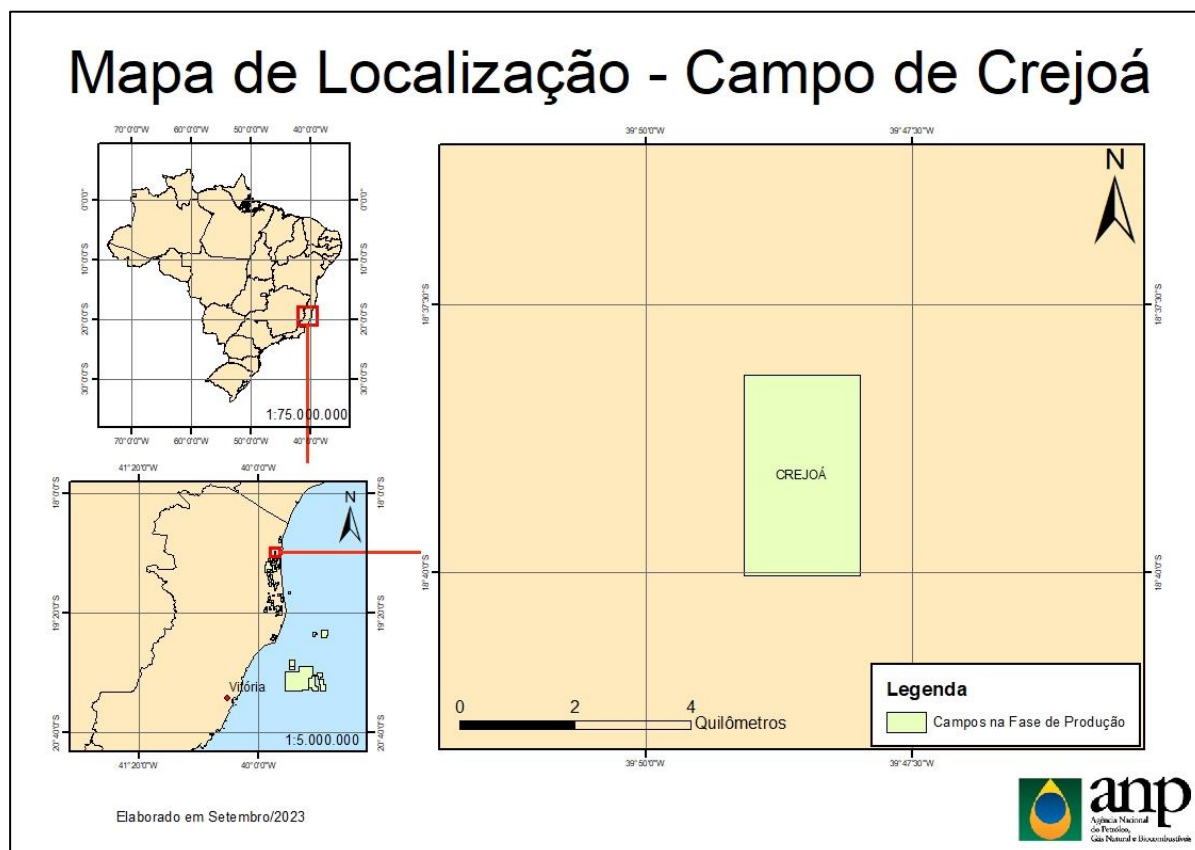 Mapa de Localização - Campo de Crejoá
70°0'0"W 60°0'0"W 50°0'0"W 40°0'0"W
0°0'0" 0°0'0"
10°0'0"S 10°0'0"S
20°0'0"S 20°0'0"S
30°0'0"S 30°0'0"S
1:75.000.000
70°0'0"W 60°0'0"W 50°0'0"W 40°0'0"W
41°20'0"W 40°0'0"W
18°0'0"S 18°0'0"S
N
19°20'0"S 19°20'0"S
Vitória
20°40'0"S 20°40'0"S
1:5.000.000
41°20'0"W 40°0'0"W
39°50'0"W 39°47'30"W
N
18°37'30"S 18°37'30"S
CREJOÁ
18°40'0"S 18°40'0"S
0 2 4
Quilômetros
Legenda
Campos na Fase de Produção
39°50'0"W 39°47'30"W
Elaborado em Setembro/2023
anp
Agência Nacional
do Petróleo,
Gás Natural e Biocombustíveis